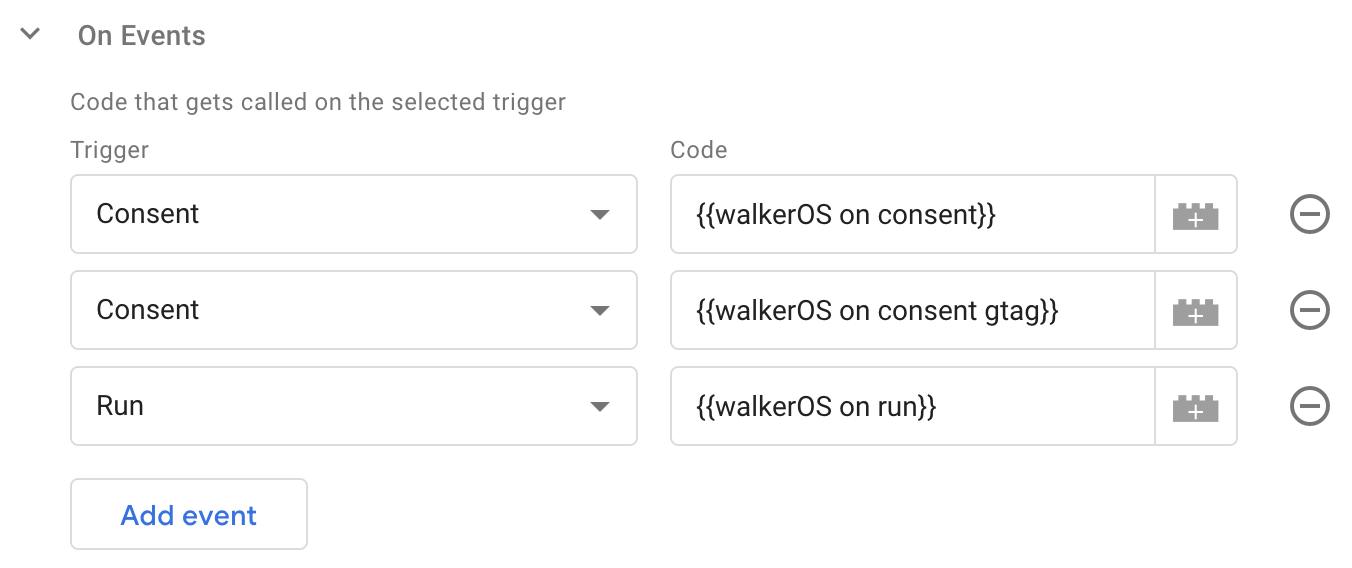 On Events
Code that gets called on the selected trigger
Trigger Code
Consent {{walkerOS on consent}}
Consent {{walkerOS on consent gtag}}
Run {{walkerOS on run}}
Add event